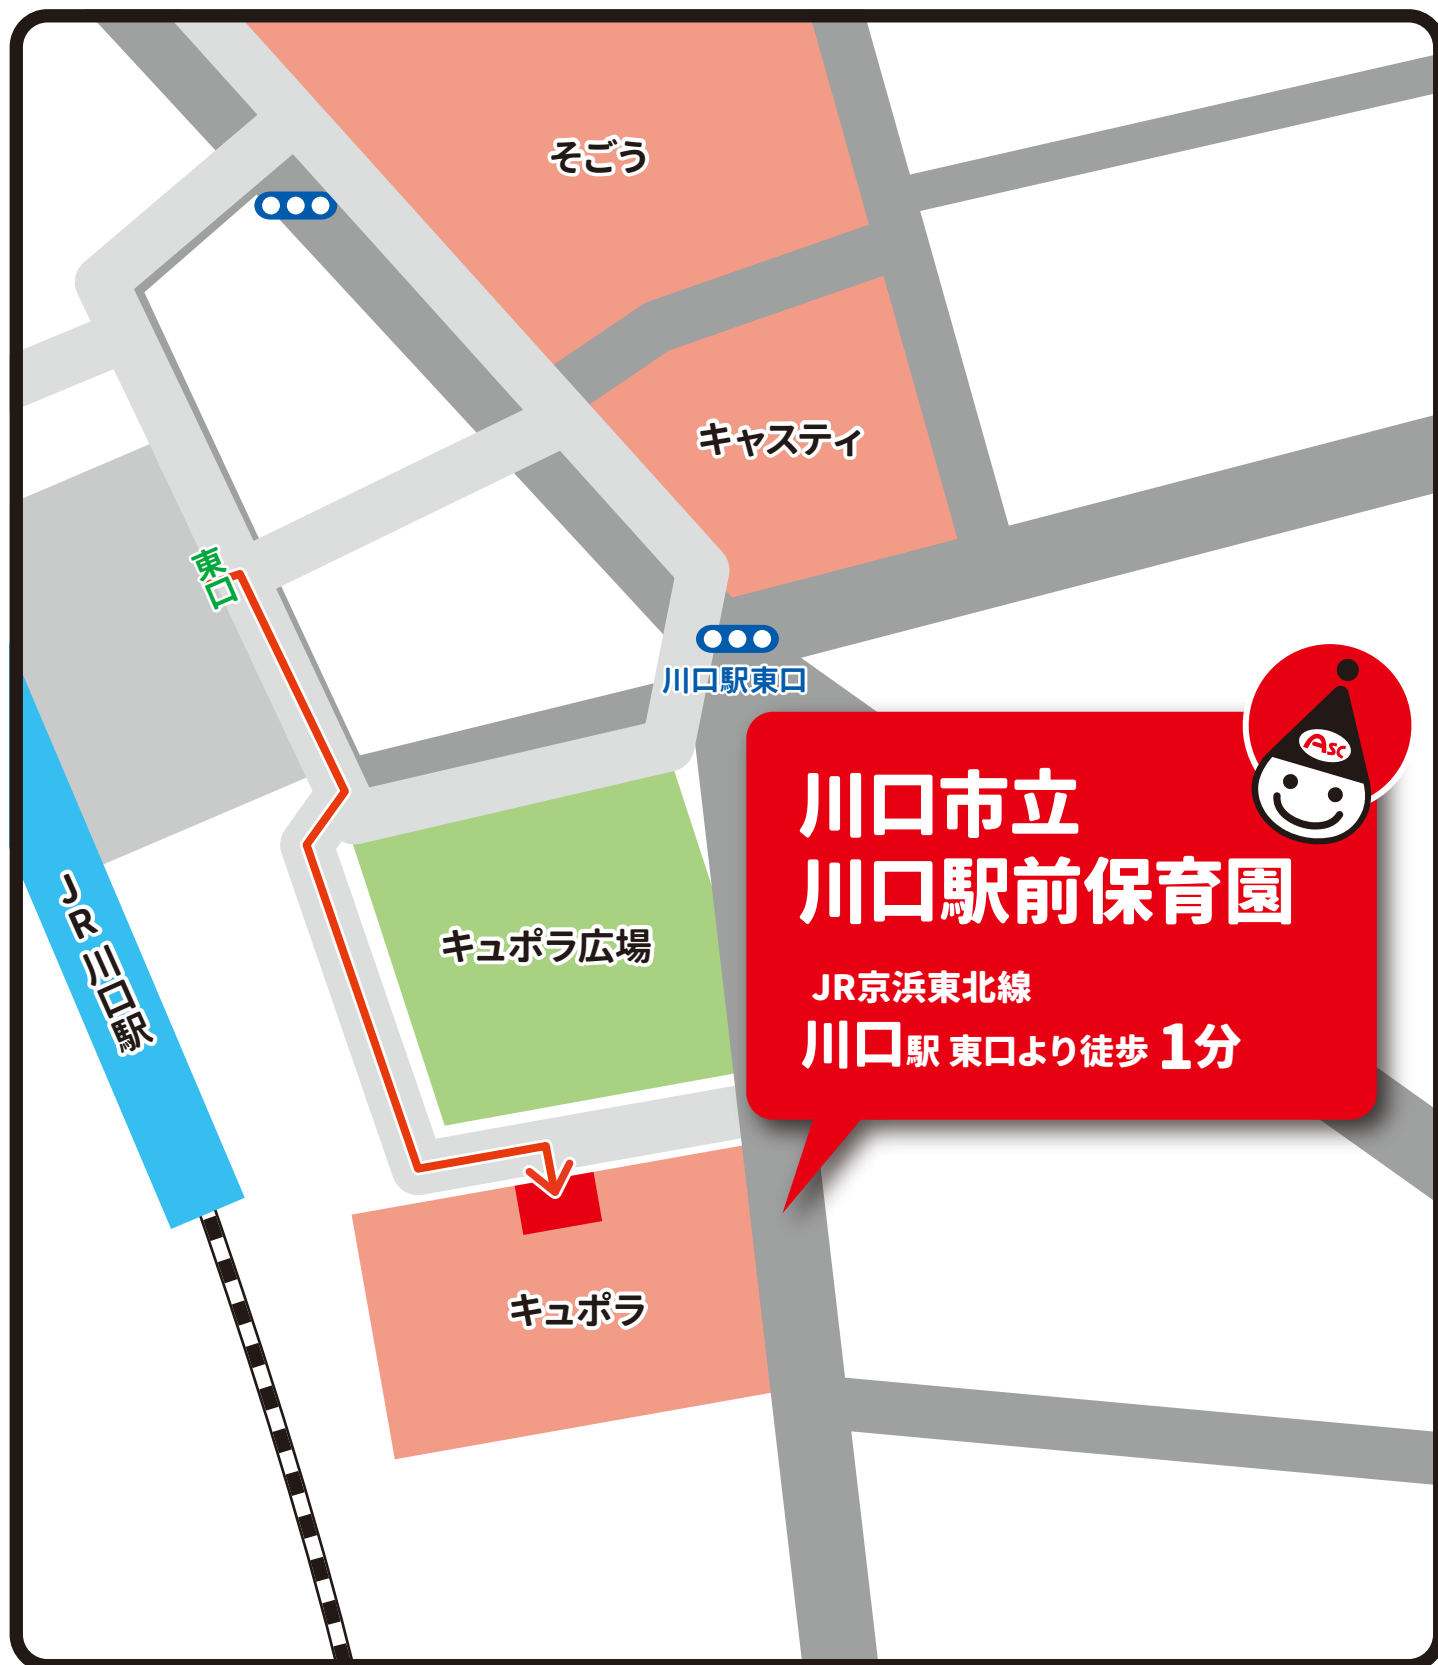 そごう
キャスティ
東口
川口駅東口
ASC
川口市立
川口駅前保育園
JR京浜東北線
川口駅 東口より徒歩 1分
JR川口駅
キュポラ広場
キュポラ